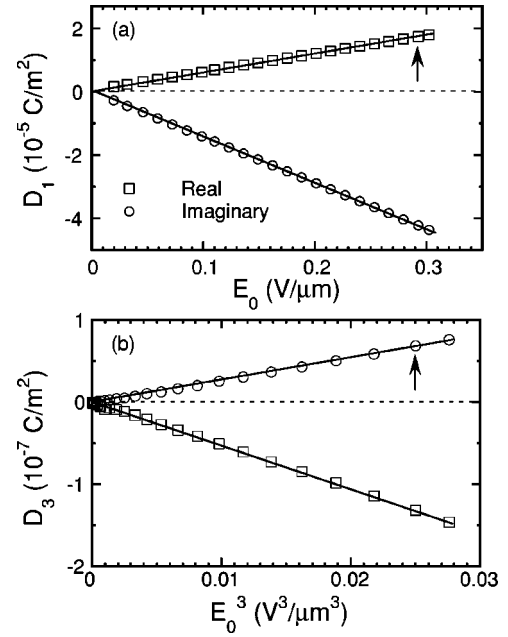 (a)
2
0
-2
-4
D₁ (10⁻⁵ C/m²)
Real
Imaginary
0
0.1
0.2
0.3
E₀ (V/μm)
(b)
1
0
-1
-2
D₃ (10⁻⁷ C/m²)
0
0.01
0.02
0.03
E₀³ (V³/μm³)